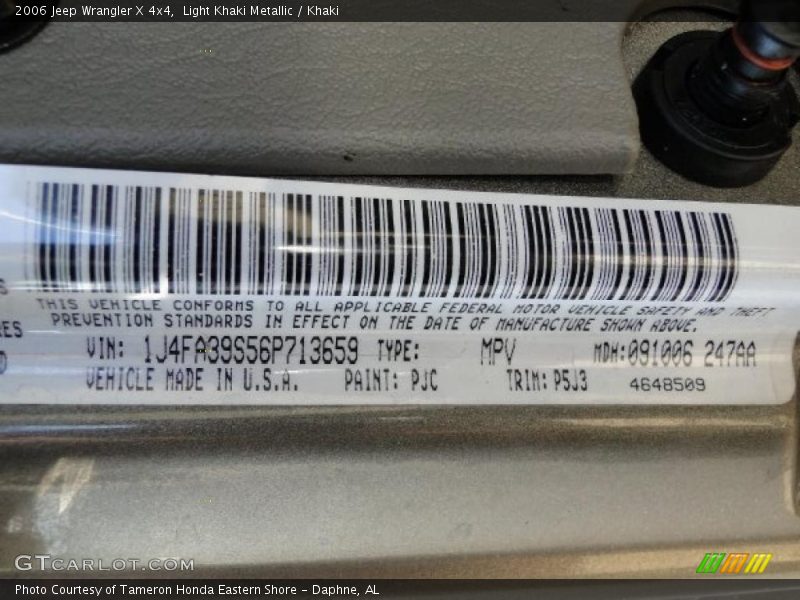 2006 Jeep Wrangler X 4x4,  Light Khaki Metallic / Khaki
THIS VEHICLE CONFORMS TO ALL APPLICABLE FEDERAL MOTOR VEHICLE SAFETY AND THEFT
PREVENTION STANDARDS IN EFFECT ON THE DATE OF MANUFACTURE SHOWN ABOVE.
VIN: 1J4FA39S56P713659 TYPE: MPV MDH:091006 247AA
VEHICLE MADE IN U.S.A. PAINT: PJC TRIM: P5J3 4648509
GTCARLOT.COM
Photo Courtesy of Tameron Honda Eastern Shore - Daphne, AL